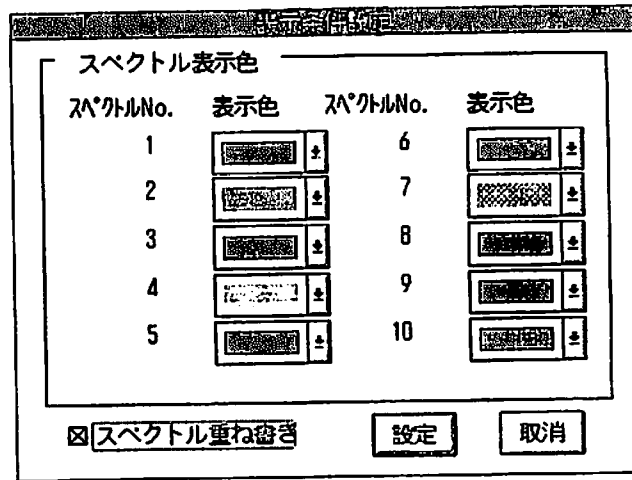 表示条件設定
スペクトル表示色
ｽﾍﾟｸﾄﾙNo. 表示色 ｽﾍﾟｸﾄﾙNo. 表示色
1 6
2 7
3 8
4 9
5 10
スペクトル重ね書き 設定 取消